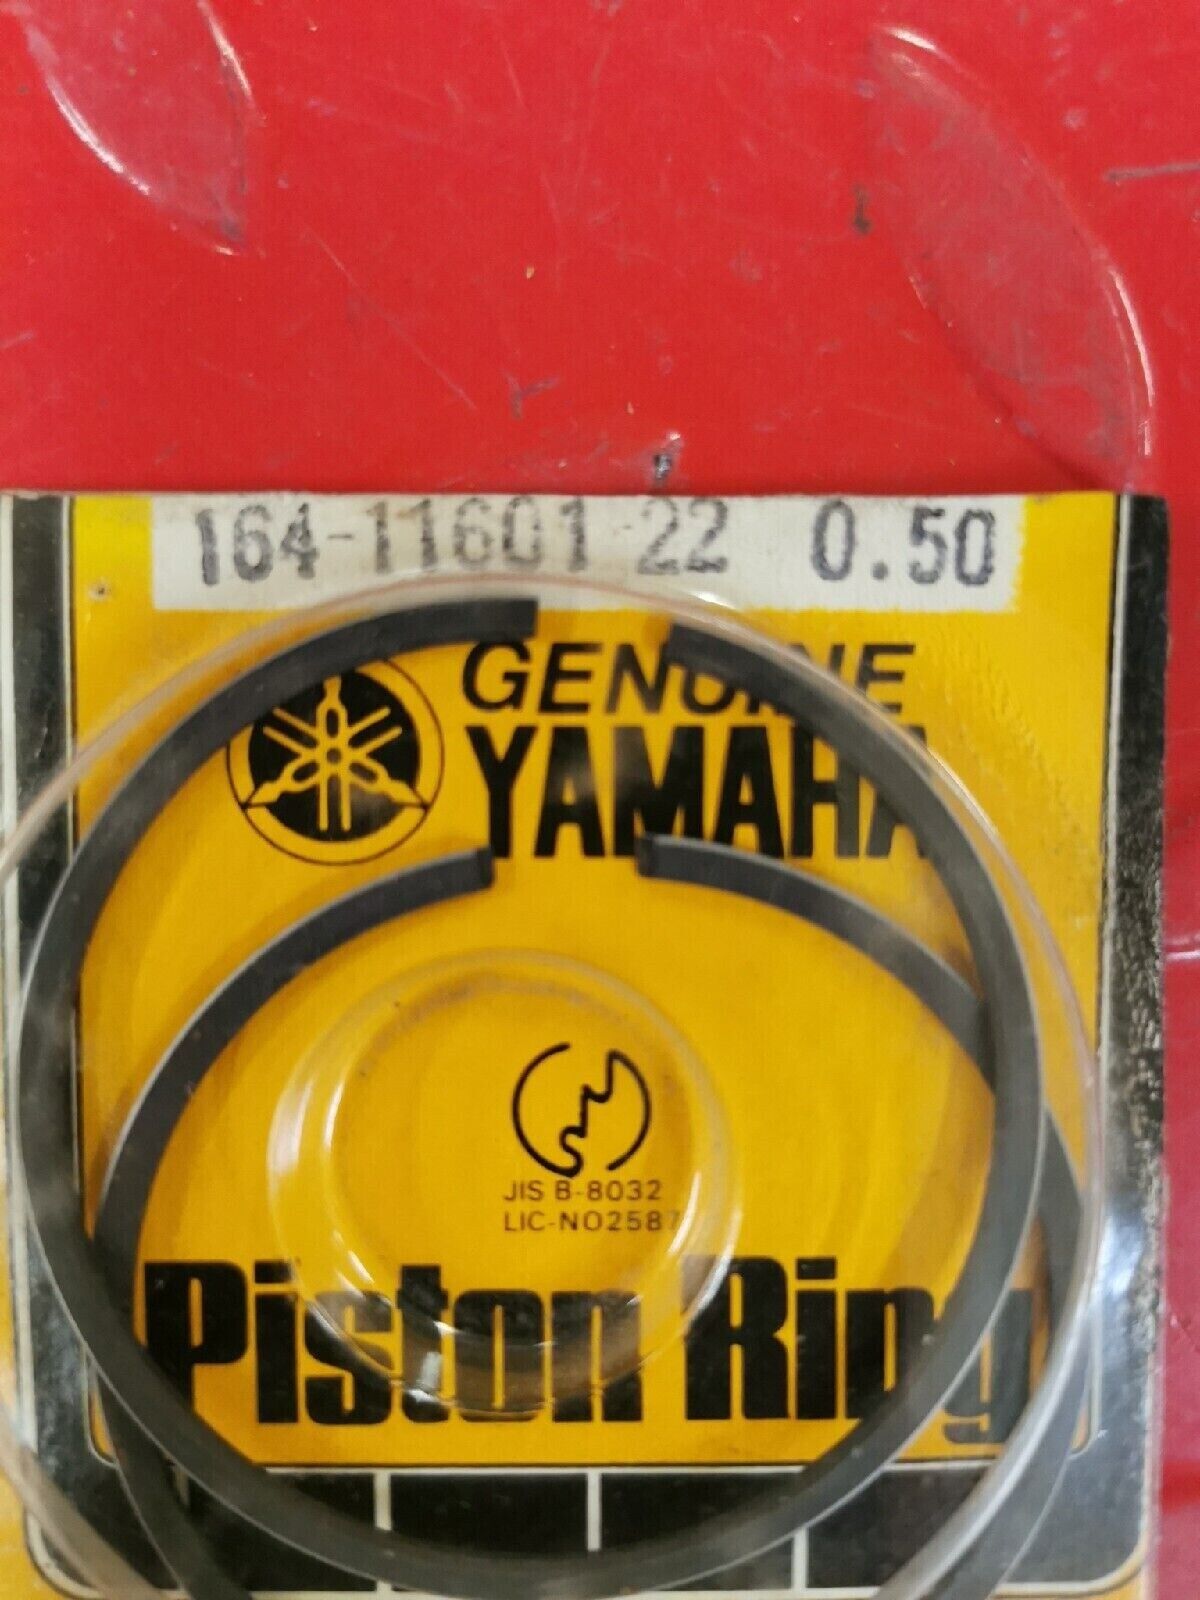 164-11601-22 0.50
GENUINE
YAMAHA
JIS B-8032
LIC-NO2587
Piston Ring